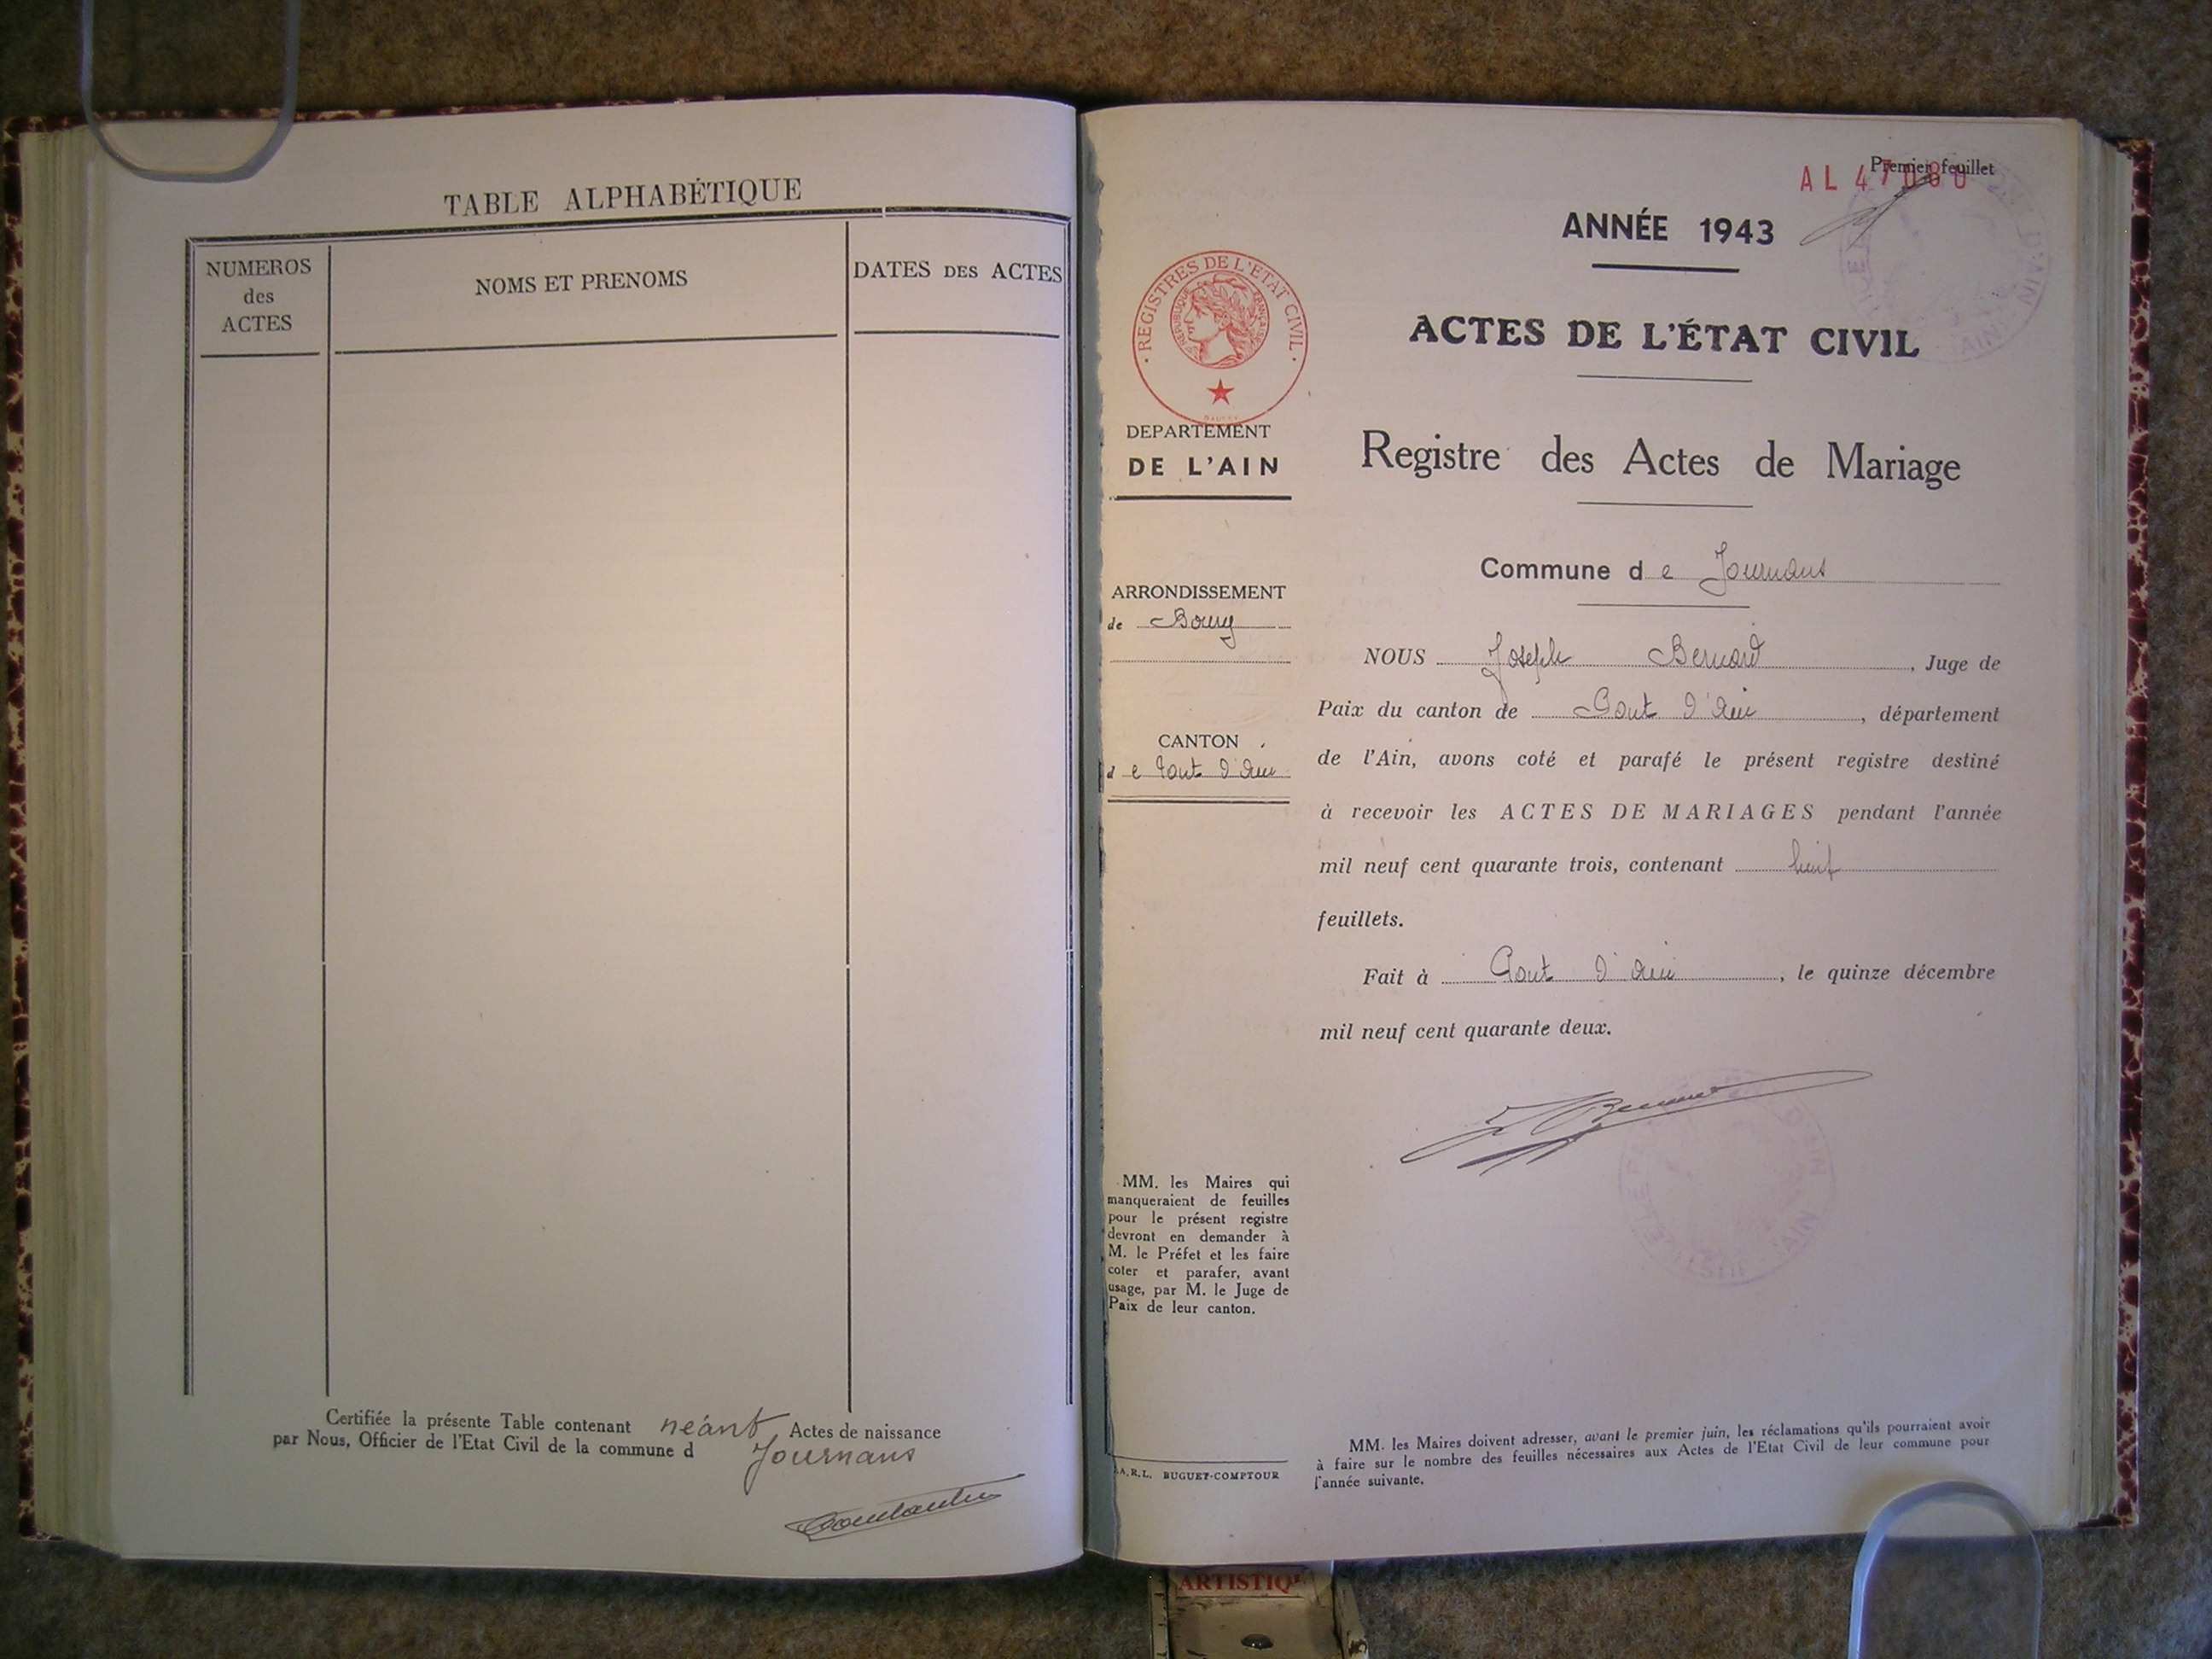 TABLE ALPHABÉTIQUE
NUMEROS
des
ACTES
NOMS ET PRENOMS
DATES DES ACTES
Certifiée la présente Table contenant néant Actes de naissance
par Nous, Officier de l'Etat Civil de la commune d Journans
Premier feuillet
AL 47080
ANNÉE 1943
REGISTRES DE L'ETAT CIVIL
REPUBLIQUE FRANÇAISE
ACTES DE L'ÉTAT CIVIL
DEPARTEMENT
DE L'AIN
Registre des Actes de Mariage
Commune de Journans
ARRONDISSEMENT
de Bourg
CANTON
de Pont d'Ain
NOUS Joseph Bernard, Juge de
Paix du canton de Pont d'Ain, département
de l'Ain, avons coté et parafé le présent registre destiné
à recevoir les ACTES DE MARIAGES pendant l'année
mil neuf cent quarante trois, contenant huit
feuillets.
Fait à Pont d'Ain, le quinze décembre
mil neuf cent quarante deux.
MM. les Maires qui
manqueraient de feuilles
pour le présent registre
devront en demander à
M. le Préfet et les faire
coter et parafer, avant
usage, par M. le Juge de
Paix de leur canton.
S.A.R.L. BUGUET-COMPTOUR
MM. les Maires doivent adresser, avant le premier juin, les réclamations qu'ils pourraient avoir
à faire sur le nombre des feuilles nécessaires aux Actes de l'Etat Civil de leur commune pour
l'année suivante.